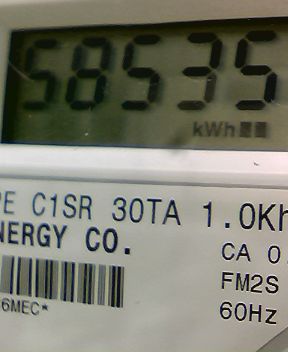 58535
kWh
PE C1SR 30TA 1.0Kh
NERGY CO.
CA 0.
FM2S
6MEC*
60Hz